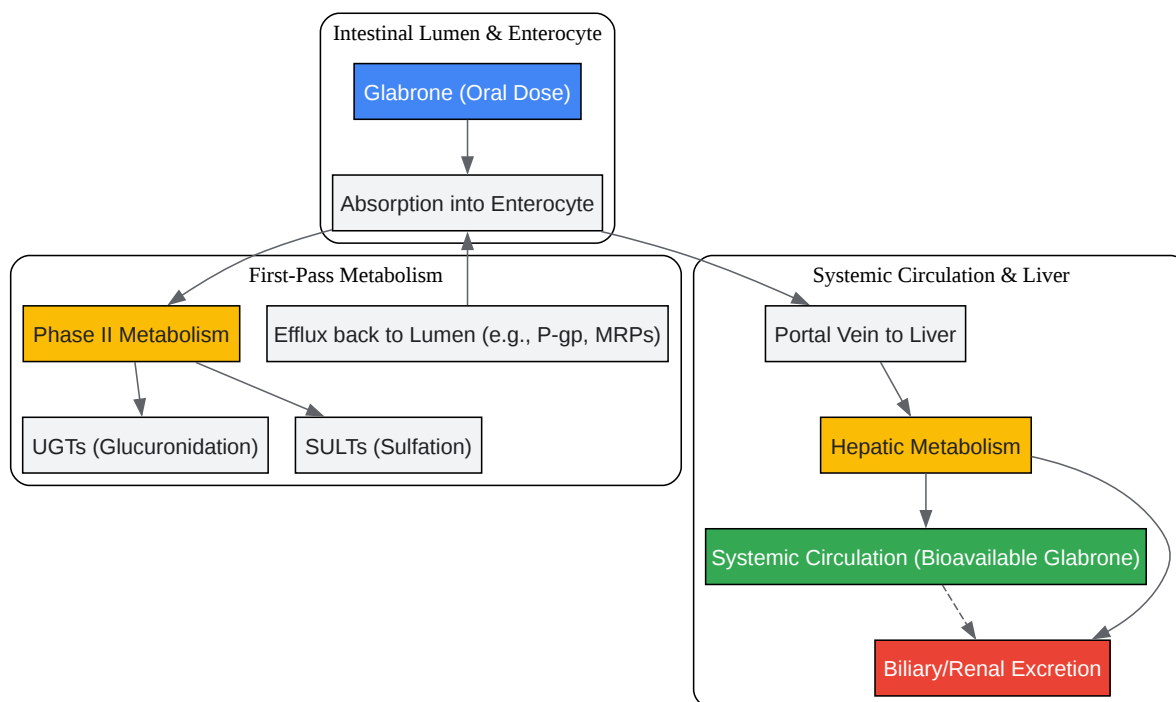 Intestinal Lumen & Enterocyte
Glabrone (Oral Dose)
Absorption into Enterocyte
First-Pass Metabolism
Phase II Metabolism
Efflux back to Lumen (e.g., P-gp, MRPs)
UGTs (Glucuronidation)
SULTs (Sulfation)
Systemic Circulation & Liver
Portal Vein to Liver
Hepatic Metabolism
Systemic Circulation (Bioavailable Glabrone)
Biliary/Renal Excretion